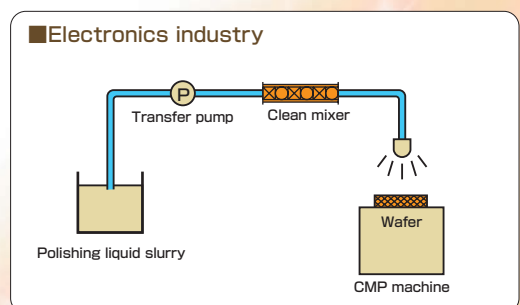 ■Electronics industry
P
Transfer pump
Clean mixer
Polishing liquid slurry
Wafer
CMP machine